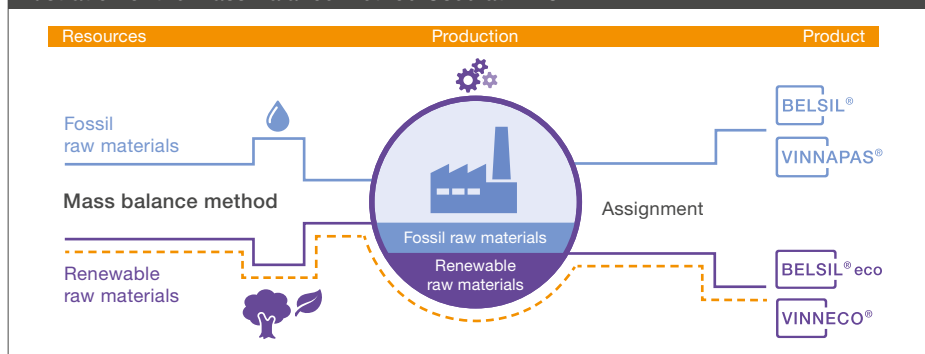 Resources
Production
Product
Fossil
raw materials
BELSIL®
VINNAPAS®
Mass balance method
Assignment
Fossil raw materials
Renewable
raw materials
Renewable
raw materials
BELSIL® eco
VINNECO®